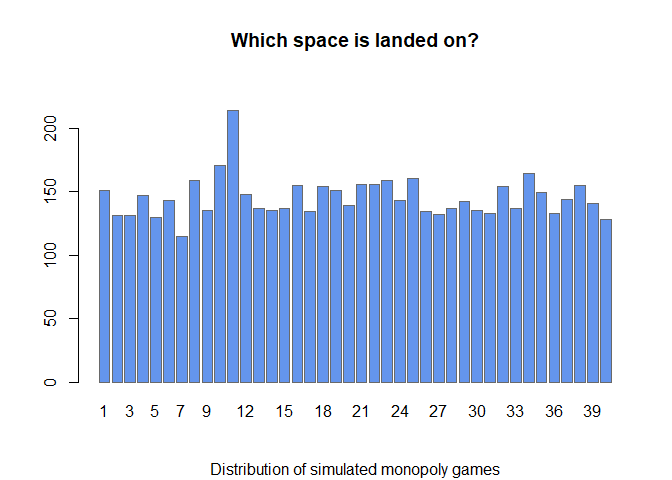 Which space is landed on?
200
150
100
50
0
1 3 5 7 9 12 15 18 21 24 27 30 33 36 39
Distribution of simulated monopoly games